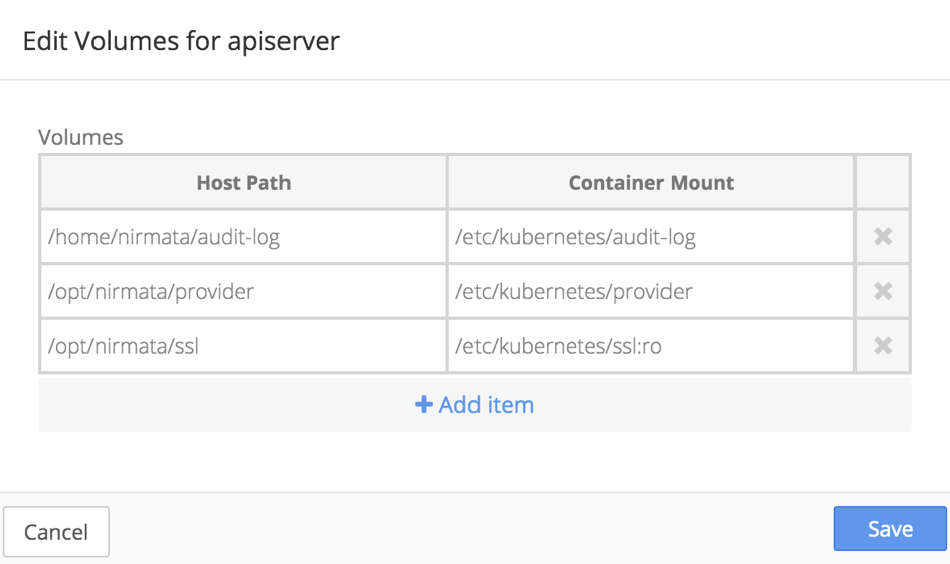 Edit Volumes for apiserver
Volumes
Host Path Container Mount
/home/nirmata/audit-log /etc/kubernetes/audit-log
/opt/nirmata/provider /etc/kubernetes/provider
/opt/nirmata/ssl /etc/kubernetes/ssl:ro
Add item
Cancel Save